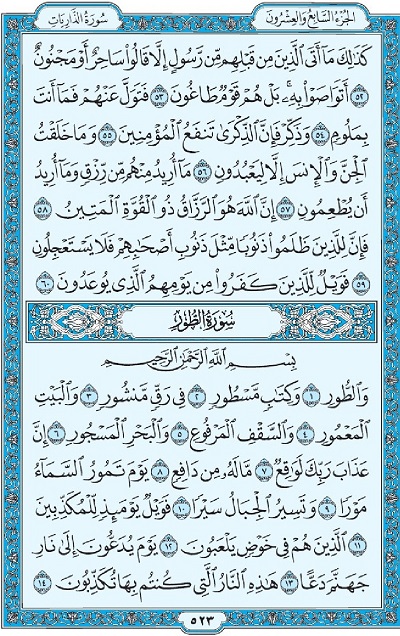 الجزء السابع والعشرون
سورة الذاريات
كَذَٰلِكَ مَآ أَتَى ٱلَّذِينَ مِن قَبۡلِهِم مِّن رَّسُولٍ إِلَّا قَالُواْ سَاحِرٌ أَوۡ مَجۡنُونٌ
٥٢ أَتَوَاصَوۡاْ بِهِۦۚ بَلۡ هُمۡ قَوۡمٞ طَاغُونَ ٥٣ فَتَوَلَّ عَنۡهُمۡ فَمَآ أَنتَ
بِمَلُومٖ ٥٤ وَذَكِّرۡ فَإِنَّ ٱلذِّكۡرَىٰ تَنفَعُ ٱلۡمُؤۡمِنِينَ ٥٥ وَمَا خَلَقۡتُ
ٱلۡجِنَّ وَٱلۡإِنسَ إِلَّا لِيَعۡبُدُونِ ٥٦ مَآ أُرِيدُ مِنۡهُم مِّن رِّزۡقٖ وَمَآ أُرِيدُ
أَن يُطۡعِمُونِ ٥٧ إِنَّ ٱللَّهَ هُوَ ٱلرَّزَّاقُ ذُو ٱلۡقُوَّةِ ٱلۡمَتِينُ ٥٨
فَإِنَّ لِلَّذِينَ ظَلَمُواْ ذَنُوبٗا مِّثۡلَ ذَنُوبِ أَصۡحَٰبِهِمۡ فَلَا يَسۡتَعۡجِلُونِ
٥٩ فَوَيۡلٞ لِّلَّذِينَ كَفَرُواْ مِن يَوۡمِهِمُ ٱلَّذِي يُوعَدُونَ ٦٠
سورة الطور
بِسۡمِ ٱللَّهِ ٱلرَّحۡمَٰنِ ٱلرَّحِيمِ
وَٱلطُّورِ ١ وَكِتَٰبٖ مَّسۡطُورٖ ٢ فِي رَقّٖ مَّنشُورٖ ٣ وَٱلۡبَيۡتِ
ٱلۡمَعۡمُورِ ٤ وَٱلسَّقۡفِ ٱلۡمَرۡفُوعِ ٥ وَٱلۡبَحۡرِ ٱلۡمَسۡجُورِ ٦ إِنَّ
عَذَابَ رَبِّكَ لَوَٰقِعٞ ٧ مَّا لَهُۥ مِن دَافِعٖ ٨ يَوۡمَ تَمُورُ ٱلسَّمَآءُ
مَوۡرٗا ٩ وَتَسِيرُ ٱلۡجِبَالُ سَيۡرٗا ١٠ فَوَيۡلٞ يَوۡمَئِذٖ لِّلۡمُكَذِّبِينَ
١١ ٱلَّذِينَ هُمۡ فِي خَوۡضٖ يَلۡعَبُونَ ١٢ يَوۡمَ يُدَعُّونَ إِلَىٰ نَارِ
جَهَنَّمَ دَعًّا ١٣ هَٰذِهِ ٱلنَّارُ ٱلَّتِي كُنتُم بِهَا تُكَذِّبُونَ ١٤
٥٢٣